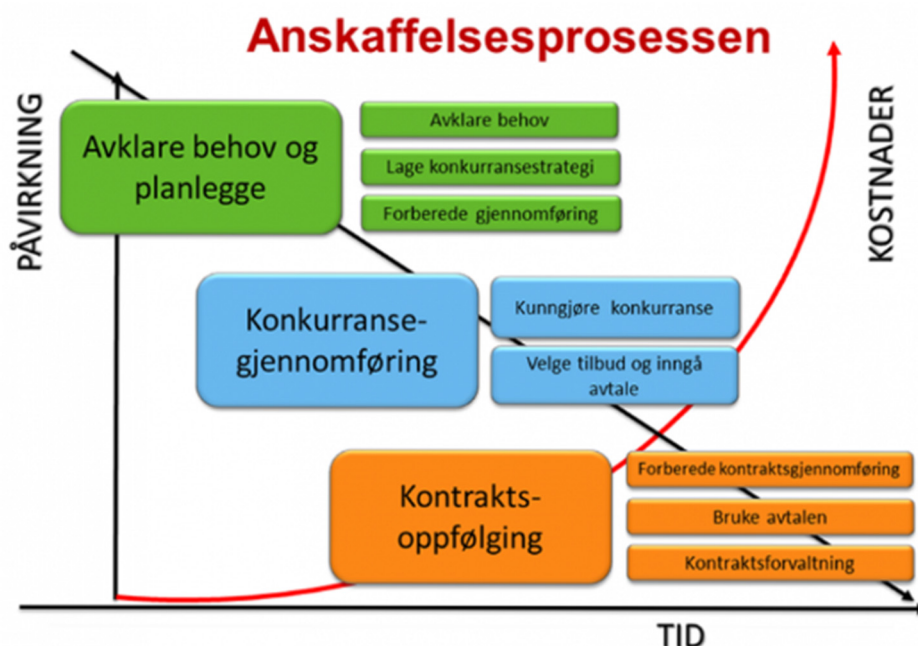 Anskaffelsesprosessen
PÅVIRKNING
KOSTNADER
Avklare behov og
planlegge
Avklare behov
Lage konkurransestrategi
Forberede gjennomføring
Konkurranse-
gjennomføring
Kunngjøre konkurranse
Velge tilbud og inngå
avtale
Kontrakts-
oppfølging
Forberede kontraktsgjennomføring
Bruke avtalen
Kontraktsforvaltning
TID